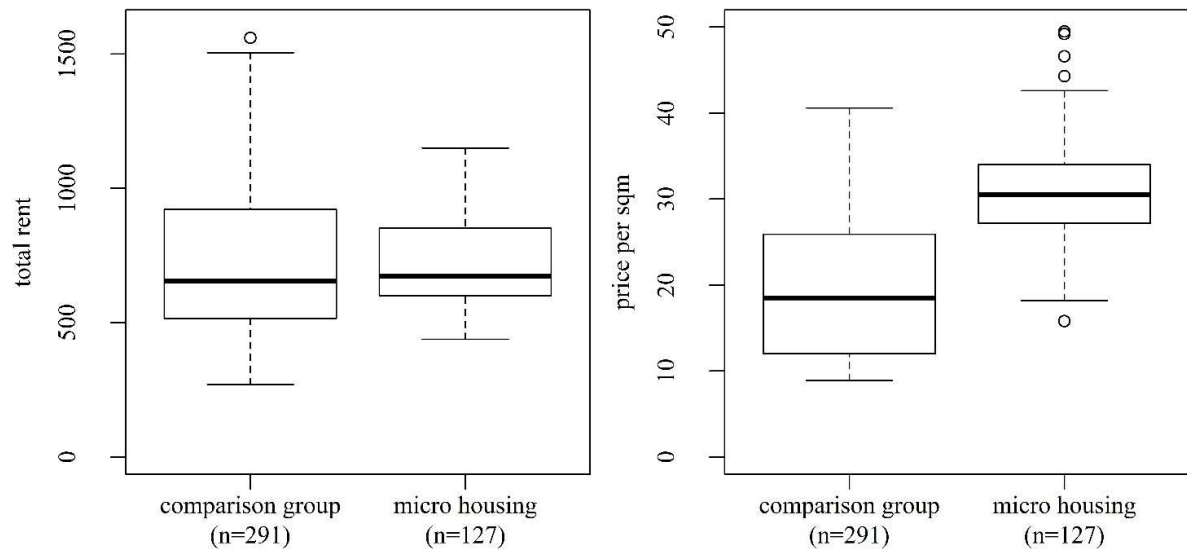 total rent
1500
1000
500
0
comparison group
(n=291)
micro housing
(n=127)
price per sqm
50
40
30
20
10
0
comparison group
(n=291)
micro housing
(n=127)